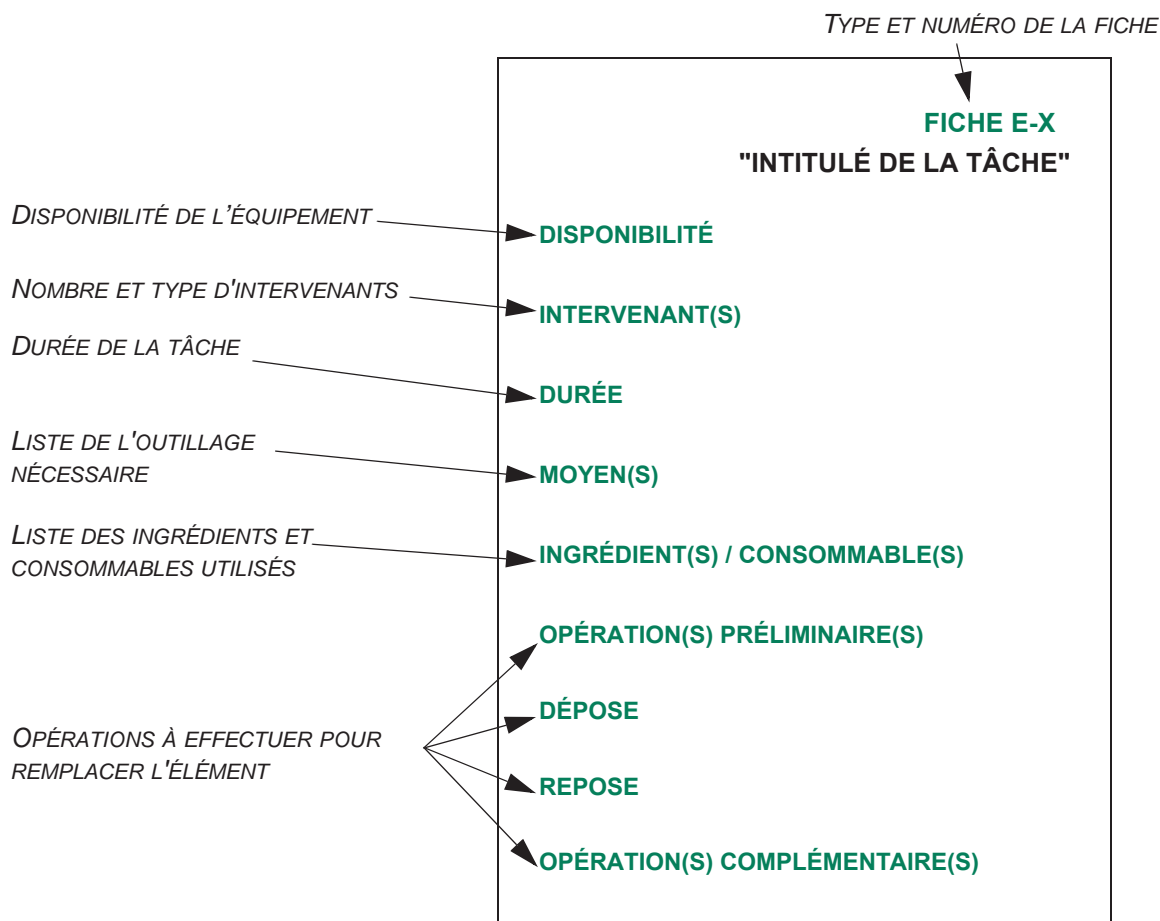 TYPE ET NUMÉRO DE LA FICHE
FICHE E-X
"INTITULÉ DE LA TÂCHE"
DISPONIBILITÉ DE L’ÉQUIPEMENT
DISPONIBILITÉ
NOMBRE ET TYPE D'INTERVENANTS
INTERVENANT(S)
DURÉE DE LA TÂCHE
DURÉE
LISTE DE L'OUTILLAGE
NÉCESSAIRE
MOYEN(S)
LISTE DES INGRÉDIENTS ET
CONSOMMABLES UTILISÉS
INGRÉDIENT(S) / CONSOMMABLE(S)
OPÉRATION(S) PRÉLIMINAIRE(S)
DÉPOSE
OPÉRATIONS À EFFECTUER POUR
REMPLACER L'ÉLÉMENT
REPOSE
OPÉRATION(S) COMPLÉMENTAIRE(S)